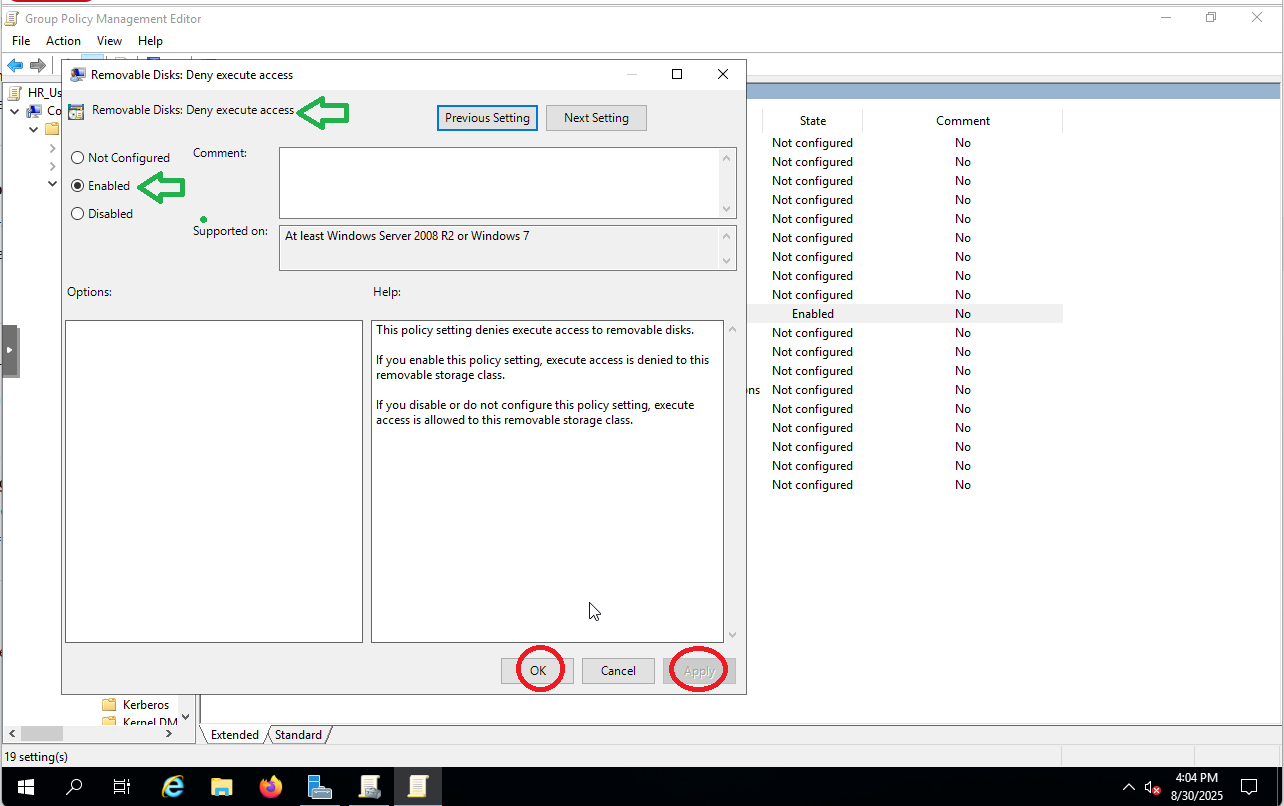 Group Policy Management Editor
File Action View Help
Removable Disks: Deny execute access
Removable Disks: Deny execute access
Previous Setting
Next Setting
Not Configured
Enabled
Disabled
Comment:
Supported on:
At least Windows Server 2008 R2 or Windows 7
Options:
Help:
This policy setting denies execute access to removable disks.
If you enable this policy setting, execute access is denied to this
removable storage class.
If you disable or do not configure this policy setting, execute
access is allowed to this removable storage class.
OK
Cancel
Apply
HR_Us
Co
State Comment
Not configured No
Not configured No
Not configured No
Not configured No
Not configured No
Not configured No
Not configured No
Not configured No
Not configured No
Enabled No
Not configured No
Not configured No
Not configured No
ons Not configured No
Not configured No
Not configured No
Not configured No
Not configured No
Not configured No
Kerberos
Kernel DM
Extended Standard
19 setting(s)
4:04 PM
8/30/2025